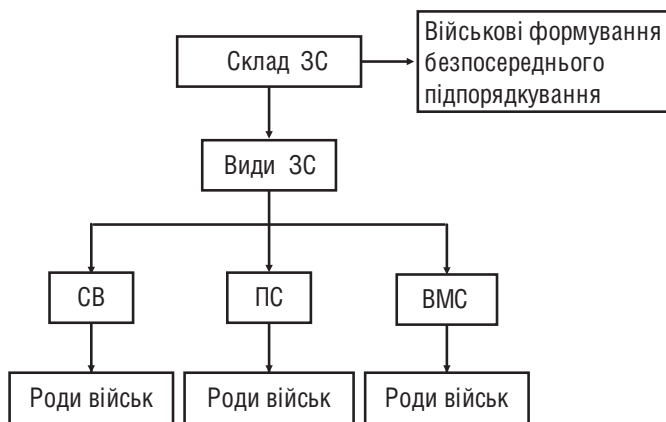 Склад ЗС
Військові формування
безпосереднього
підпорядкування
Види ЗС
СВ
ПС
ВМС
Роди військ
Роди військ
Роди військ